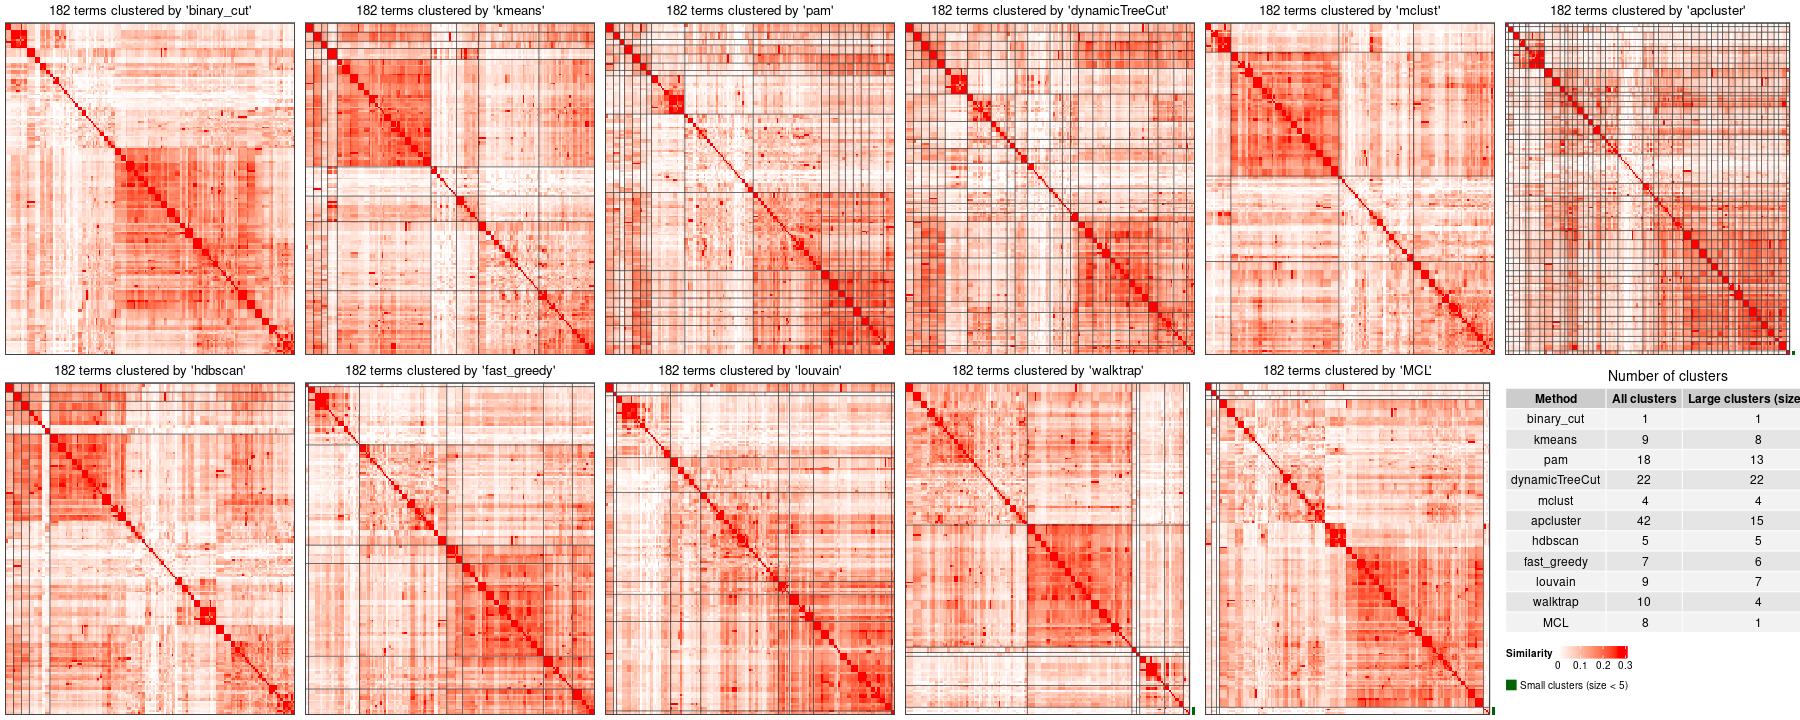 182 terms clustered by 'binary_cut'
182 terms clustered by 'kmeans'
182 terms clustered by 'pam'
182 terms clustered by 'dynamicTreeCut'
182 terms clustered by 'mclust'
182 terms clustered by 'apcluster'
182 terms clustered by 'hdbscan'
182 terms clustered by 'fast_greedy'
182 terms clustered by 'louvain'
182 terms clustered by 'walktrap'
182 terms clustered by 'MCL'
Number of clusters
Method All clusters Large clusters (size
binary_cut 1 1
kmeans 9 8
pam 18 13
dynamicTreeCut 22 22
mclust 4 4
apcluster 42 15
hdbscan 5 5
fast_greedy 7 6
louvain 9 7
walktrap 10 4
MCL 8 1
Similarity
0 0.1 0.2 0.3
Small clusters (size < 5)